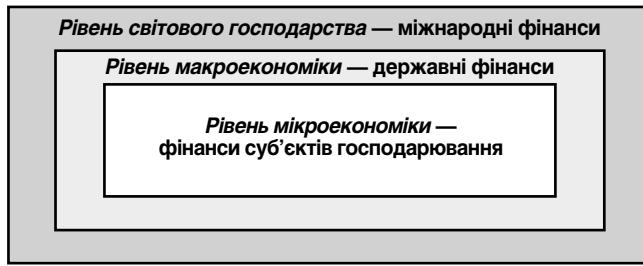 Рівень світового господарства — міжнародні фінанси
Рівень макроекономіки — державні фінанси
Рівень мікроекономіки —
фінанси суб’єктів господарювання